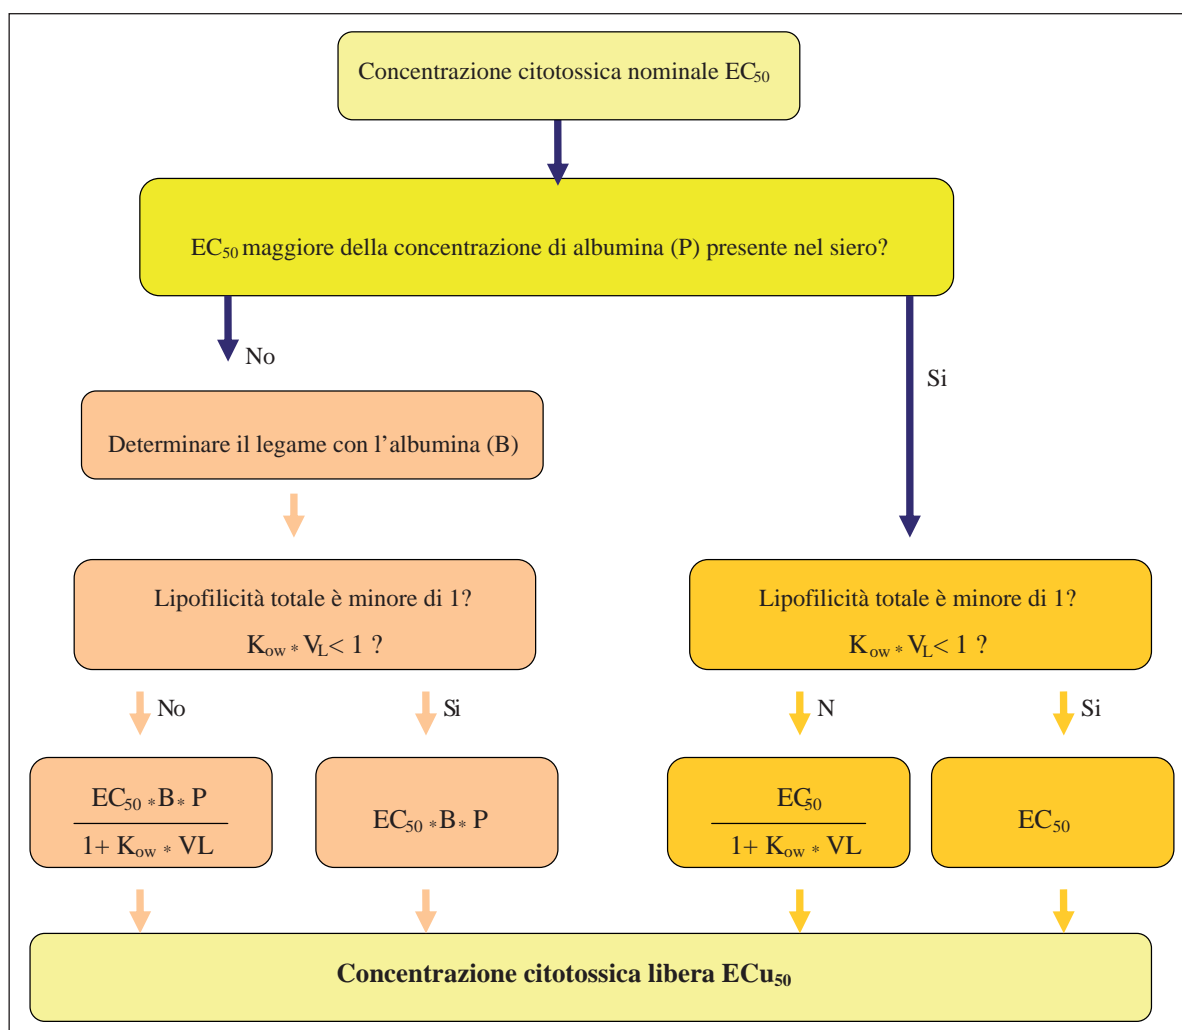 Concentrazione citotossica nominale EC50
EC50 maggiore della concentrazione di albumina (P) presente nel siero?
No
Si
Determinare il legame con l’albumina (B)
Lipofilicità totale è minore di 1?
Kow * VL < 1 ?
Lipofilicità totale è minore di 1?
Kow * VL < 1 ?
No
Si
N
Si
EC50 * B * P
1+ Kow * VL
EC50 * B * P
EC50
1+ Kow * VL
EC50
Concentrazione citotossica libera ECu50